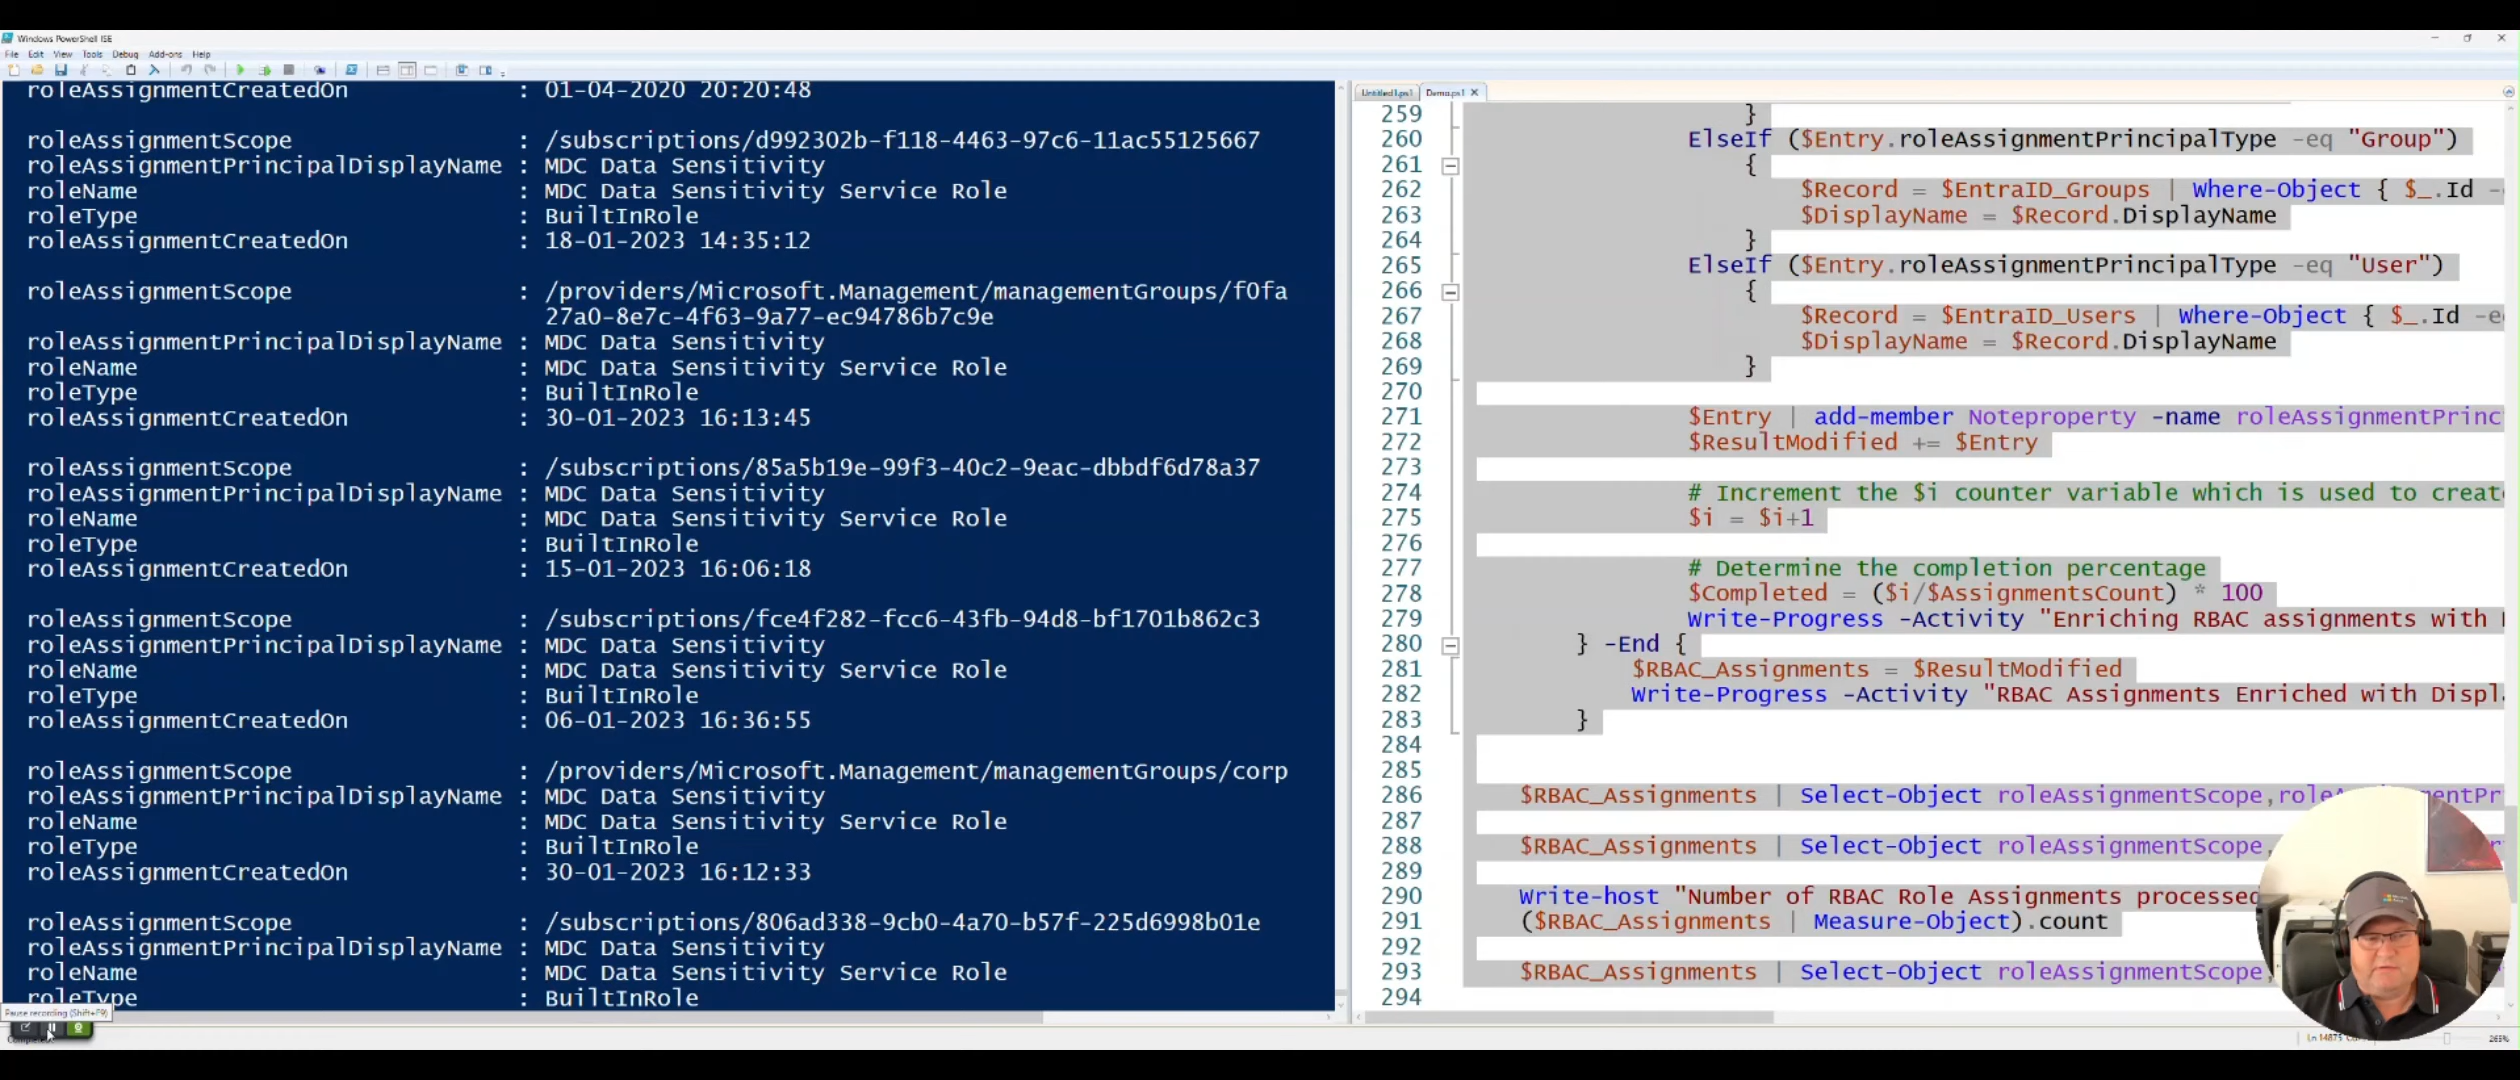 Windows PowerShell ISE
File Edit View Tools Debug Add-ons Help
roleAssignmentCreatedOn : 01-04-2020 20:20:48
roleAssignmentScope : /subscriptions/d992302b-f118-4463-97c6-11ac55125667
roleAssignmentPrincipalDisplayName : MDC Data Sensitivity
roleName : MDC Data Sensitivity Service Role
roleType : BuiltInRole
roleAssignmentCreatedOn : 18-01-2023 14:35:12
roleAssignmentScope : /providers/Microsoft.Management/managementGroups/f0fa
27a0-8e7c-4f63-9a77-ec94786b7c9e
roleAssignmentPrincipalDisplayName : MDC Data Sensitivity
roleName : MDC Data Sensitivity Service Role
roleType : BuiltInRole
roleAssignmentCreatedOn : 30-01-2023 16:13:45
roleAssignmentScope : /subscriptions/85a5b19e-99f3-40c2-9eac-dbbdf6d78a37
roleAssignmentPrincipalDisplayName : MDC Data Sensitivity
roleName : MDC Data Sensitivity Service Role
roleType : BuiltInRole
roleAssignmentCreatedOn : 15-01-2023 16:06:18
roleAssignmentScope : /subscriptions/fce4f282-fcc6-43fb-94d8-bf1701b862c3
roleAssignmentPrincipalDisplayName : MDC Data Sensitivity
roleName : MDC Data Sensitivity Service Role
roleType : BuiltInRole
roleAssignmentCreatedOn : 06-01-2023 16:36:55
roleAssignmentScope : /providers/Microsoft.Management/managementGroups/corp
roleAssignmentPrincipalDisplayName : MDC Data Sensitivity
roleName : MDC Data Sensitivity Service Role
roleType : BuiltInRole
roleAssignmentCreatedOn : 30-01-2023 16:12:33
roleAssignmentScope : /subscriptions/806ad338-9cb0-4a70-b57f-225d6998b01e
roleAssignmentPrincipalDisplayName : MDC Data Sensitivity
roleName : MDC Data Sensitivity Service Role
roleType : BuiltInRole
Pause recording (Shift+F9)
Untitled1.ps1 Demo.ps1
259 }
260 ElseIf ($Entry.roleAssignmentPrincipalType -eq "Group")
261 {
262 $Record = $EntraID_Groups | Where-Object { $_.Id -
263 $DisplayName = $Record.DisplayName
264 }
265 ElseIf ($Entry.roleAssignmentPrincipalType -eq "User")
266 {
267 $Record = $EntraID_Users | Where-Object { $_.Id -e
268 $DisplayName = $Record.DisplayName
269 }
270
271 $Entry | add-member Noteproperty -name roleAssignmentPrinc
272 $ResultModified += $Entry
273
274 # Increment the $i counter variable which is used to creat
275 $i = $i+1
276
277 # Determine the completion percentage
278 $Completed = ($i/$AssignmentsCount) * 100
279 Write-Progress -Activity "Enriching RBAC assignments with
280 } -End {
281 $RBAC_Assignments = $ResultModified
282 Write-Progress -Activity "RBAC Assignments Enriched with Displ
283 }
284
285
286 $RBAC_Assignments | Select-Object roleAssignmentScope,role
287
288 $RBAC_Assignments | Select-Object roleAssignmentScope,
289
290 Write-host "Number of RBAC Role Assignments processed
291 ($RBAC_Assignments | Measure-Object).count
292
293 $RBAC_Assignments | Select-Object roleAssignmentScope,
294
Ln 14875
263%